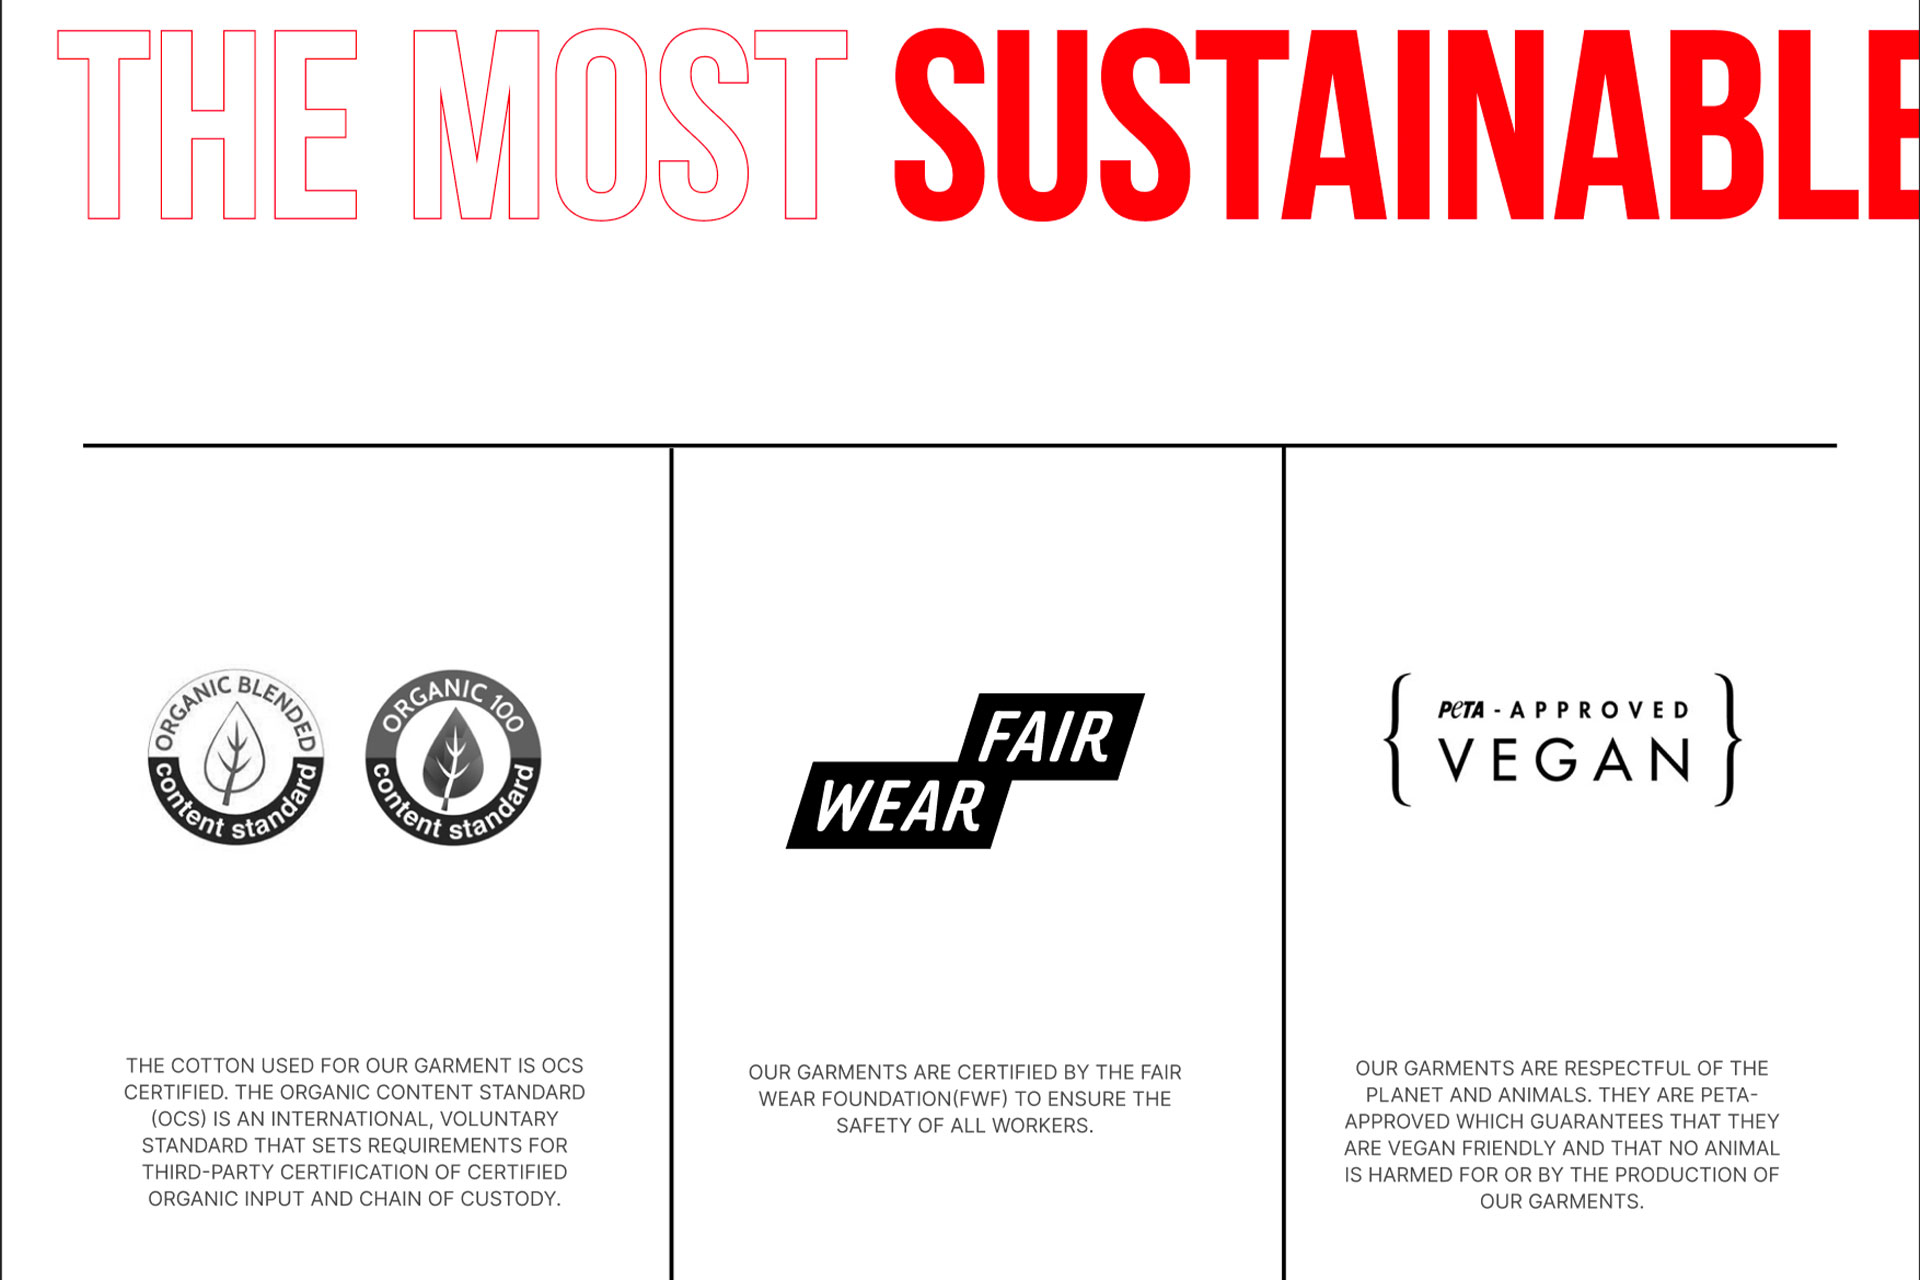 THE MOST SUSTAINABLE
ORGANIC BLENDED
content standard
ORGANIC 100
content standard
FAIR
WEAR
PeTA - APPROVED
VEGAN
THE COTTON USED FOR OUR GARMENT IS OCS
CERTIFIED. THE ORGANIC CONTENT STANDARD
(OCS) IS AN INTERNATIONAL, VOLUNTARY
STANDARD THAT SETS REQUIREMENTS FOR
THIRD-PARTY CERTIFICATION OF CERTIFIED
ORGANIC INPUT AND CHAIN OF CUSTODY.
OUR GARMENTS ARE CERTIFIED BY THE FAIR
WEAR FOUNDATION(FWF) TO ENSURE THE
SAFETY OF ALL WORKERS.
OUR GARMENTS ARE RESPECTFUL OF THE
PLANET AND ANIMALS. THEY ARE PETA-
APPROVED WHICH GUARANTEES THAT THEY
ARE VEGAN FRIENDLY AND THAT NO ANIMAL
IS HARMED FOR OR BY THE PRODUCTION OF
OUR GARMENTS.